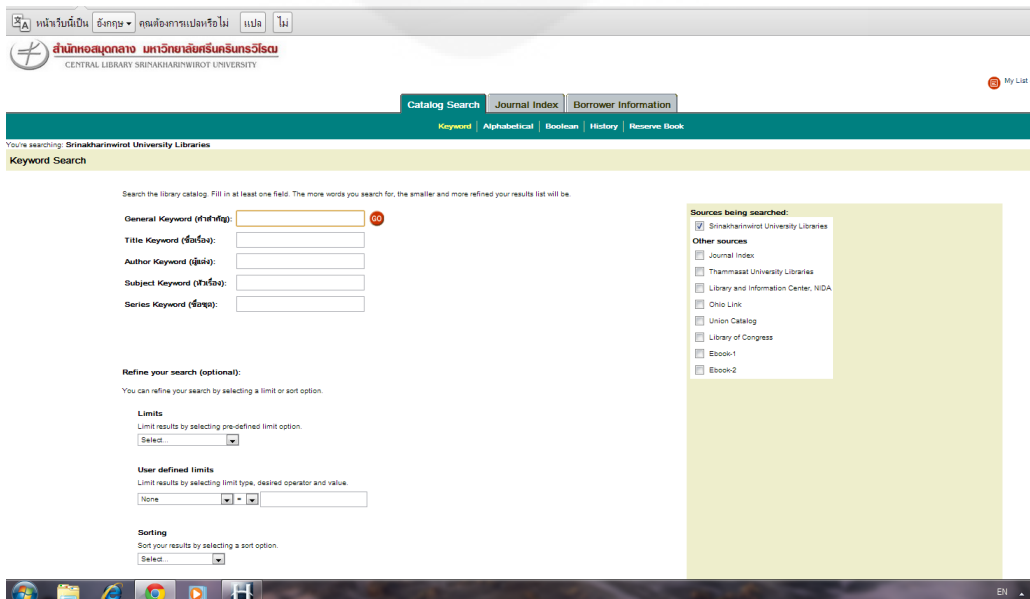 หน้าเว็บนี้เป็น อังกฤษ คุณต้องการแปลหรือไม่ แปล ไม่
สำนักหอสมุดกลาง มหาวิทยาลัยศรีนครินทรวิโรฒ
CENTRAL LIBRARY SRINAKHARINWIROT UNIVERSITY
My List
Catalog Search Journal Index Borrower Information
Keyword | Alphabetical | Boolean | History | Reserve Book
You're searching: Srinakharinwirot University Libraries
Keyword Search
Search the library catalog. Fill in at least one field. The more words you search for, the smaller and more refined your results list will be.
General Keyword (คำสำคัญ): GO
Title Keyword (ชื่อเรื่อง):
Author Keyword (ผู้แต่ง):
Subject Keyword (หัวเรื่อง):
Series Keyword (ชื่อชุด):
Sources being searched:
Srinakharinwirot University Libraries
Other sources
Journal Index
Thammasat University Libraries
Library and Information Center, NIDA
Ohio Link
Union Catalog
Library of Congress
Ebook-1
Ebook-2
Refine your search (optional):
You can refine your search by selecting a limit or sort option.
Limits
Limit results by selecting pre-defined limit option.
Select...
User defined limits
Limit results by selecting limit type, desired operator and value.
None =
Sorting
Sort your results by selecting a sort option.
Select...
EN